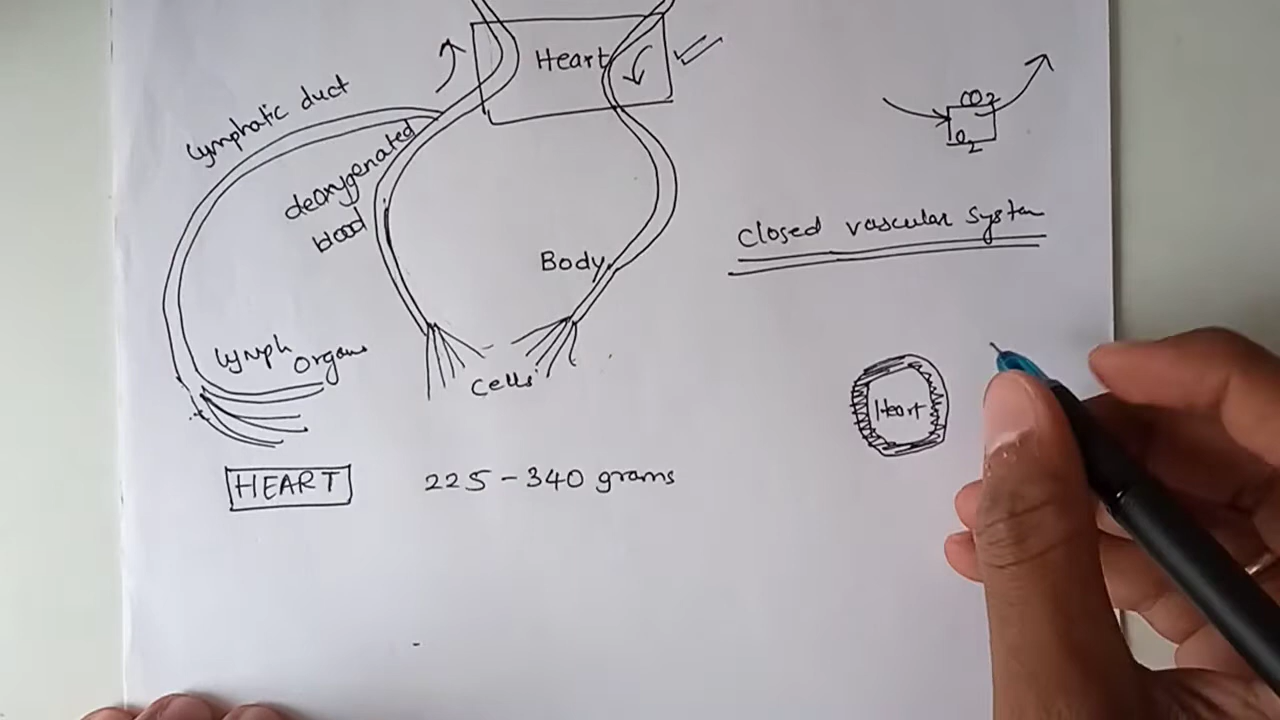 Heart
lymphatic duct
deoxygenated
blood
CO2
O2
closed vascular system
Body
lymph organs
cells
Heart
HEART
225 - 340 grams